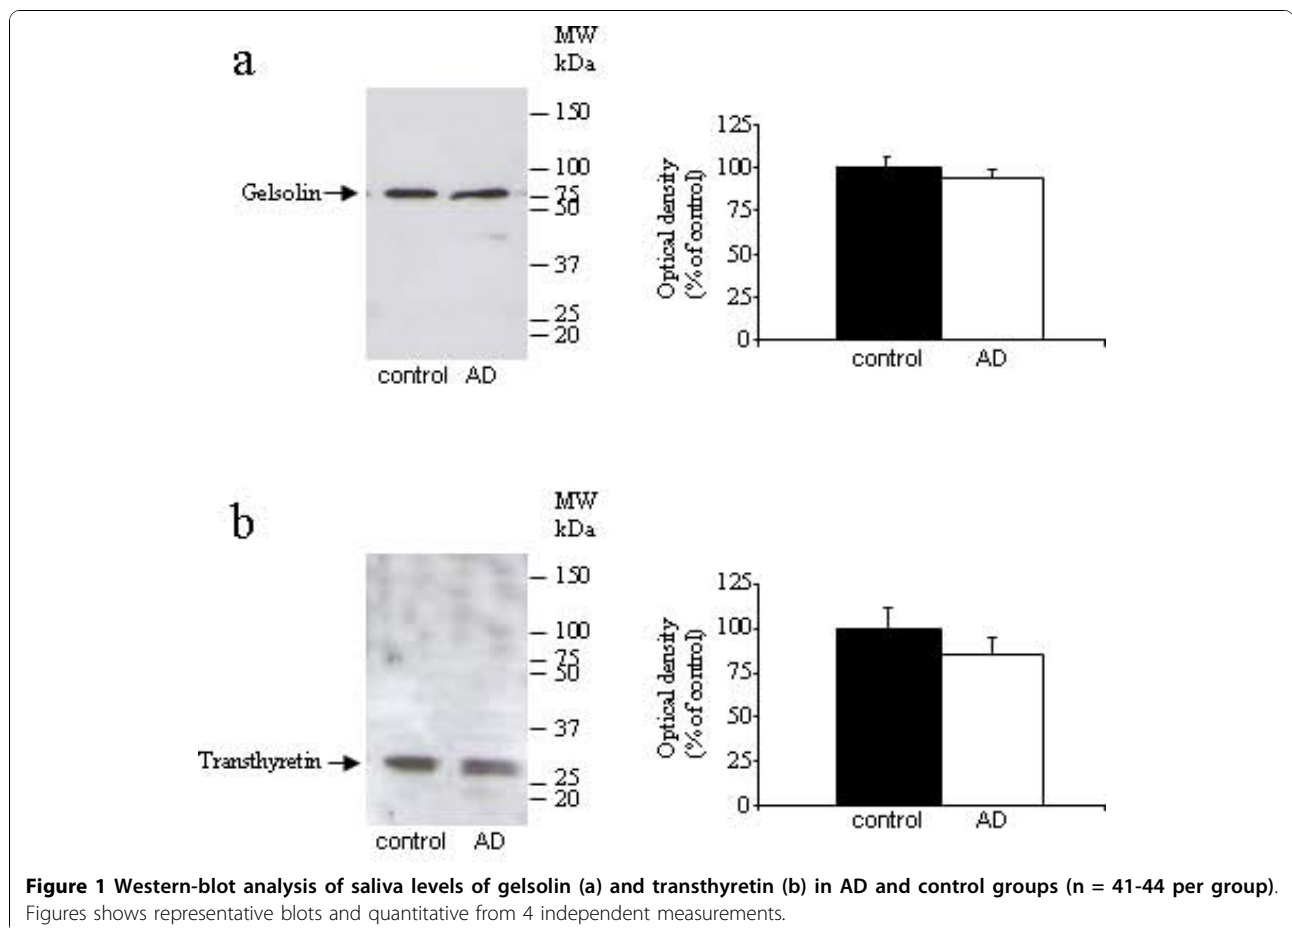 a
MW
kDa
150
100
75
50
37
25
20
Gelsolin
control AD
Optical density
(% of control)
125
100
75
50
25
0
control AD
b
MW
kDa
150
100
75
50
37
25
20
Transthyretin
control AD
Optical density
(% of control)
125
100
75
50
25
0
control AD
Figure 1 Western-blot analysis of saliva levels of gelsolin (a) and transthyretin (b) in AD and control groups (n = 41-44 per group).
Figures shows representative blots and quantitative from 4 independent measurements.